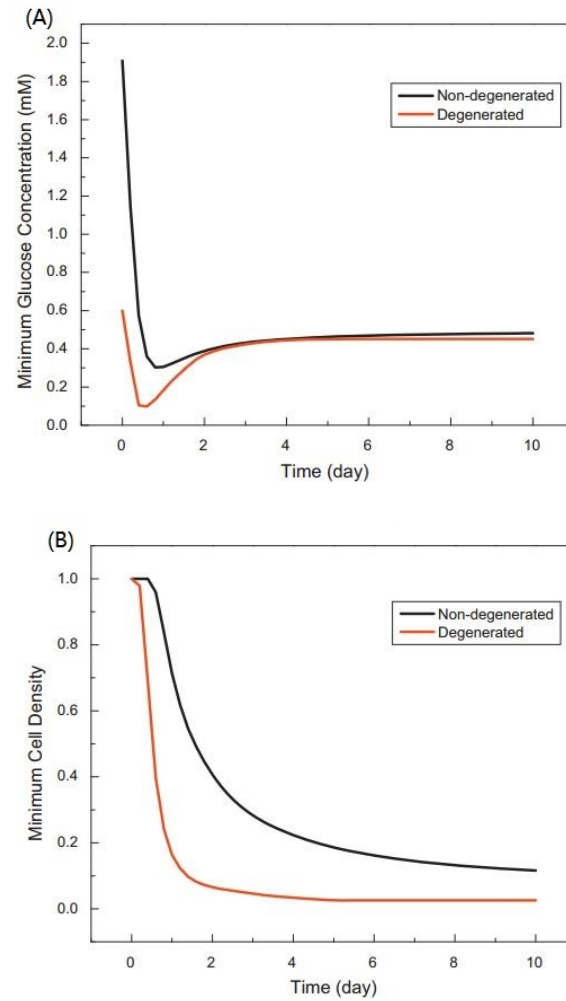 (A)
2.0
1.8
1.6
1.4
1.2
1.0
0.8
0.6
0.4
0.2
0.0
Minimum Glucose Concentration (mM)
Non-degenerated
Degenerated
0 2 4 6 8 10
Time (day)
(B)
1.0
0.8
0.6
0.4
0.2
0.0
Minimum Cell Density
Non-degenerated
Degenerated
0 2 4 6 8 10
Time (day)